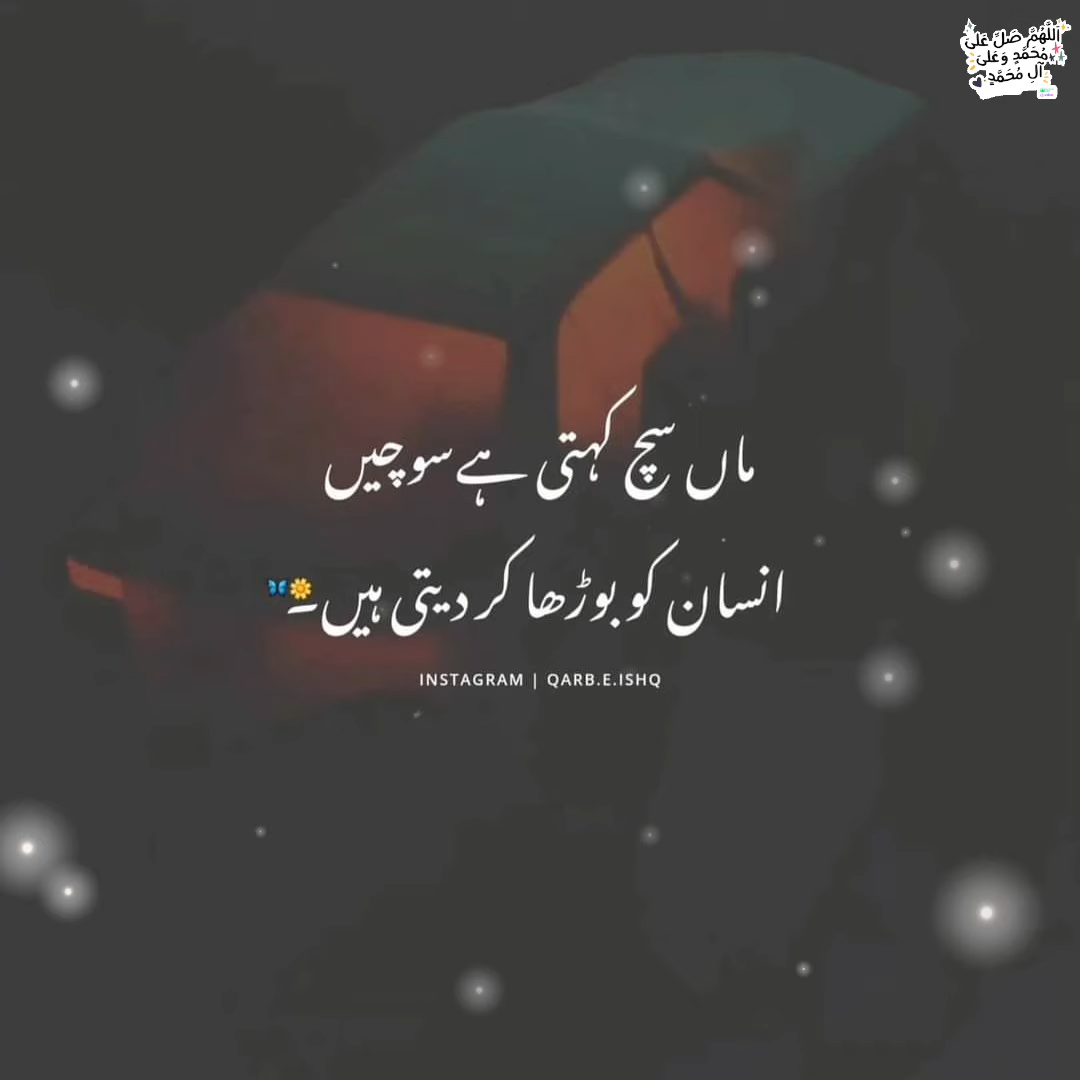 اللَّهُمَّ صَلِّ عَلَىٰ
مُحَمَّدٍ وَعَلَىٰ
آلِ مُحَمَّدٍ
ماں سچ کہتی ہے سوچیں
انسان کو بوڑھا کر دیتی ہیں۔🌼🦋
INSTAGRAM | QARB.E.ISHQ